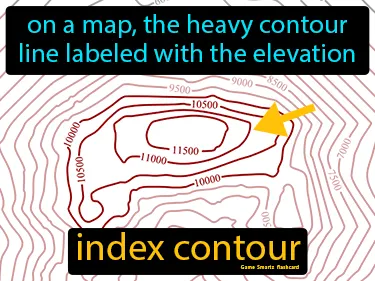 on a map, the heavy contour
line labeled with the elevation
9500
9000
8500
10500
10000
7000
11500
11000
7500
10500
10000
index contour
Game Smartz flashcard